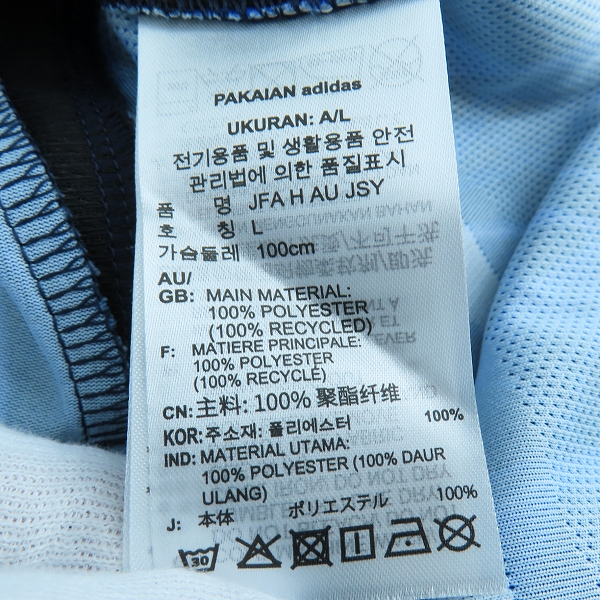 PAKAIAN adidas
UKURAN: A/L
전기용품 및 생활용품 안전
관리법에 의한 품질표시
품 명 JFA H AU JSY
호 칭 L
가슴둘레 100cm
AU/
GB: MAIN MATERIAL:
100% POLYESTER
(100% RECYCLED)
F: MATIERE PRINCIPALE:
100% POLYESTER
(100% RECYCLÉ)
CN: 主料: 100% 聚酯纤维
KOR: 주소재: 폴리에스터 100%
IND: MATERIAL UTAMA:
100% POLYESTER (100% DAUR
ULANG)
J: 本体 ポリエステル 100%
30